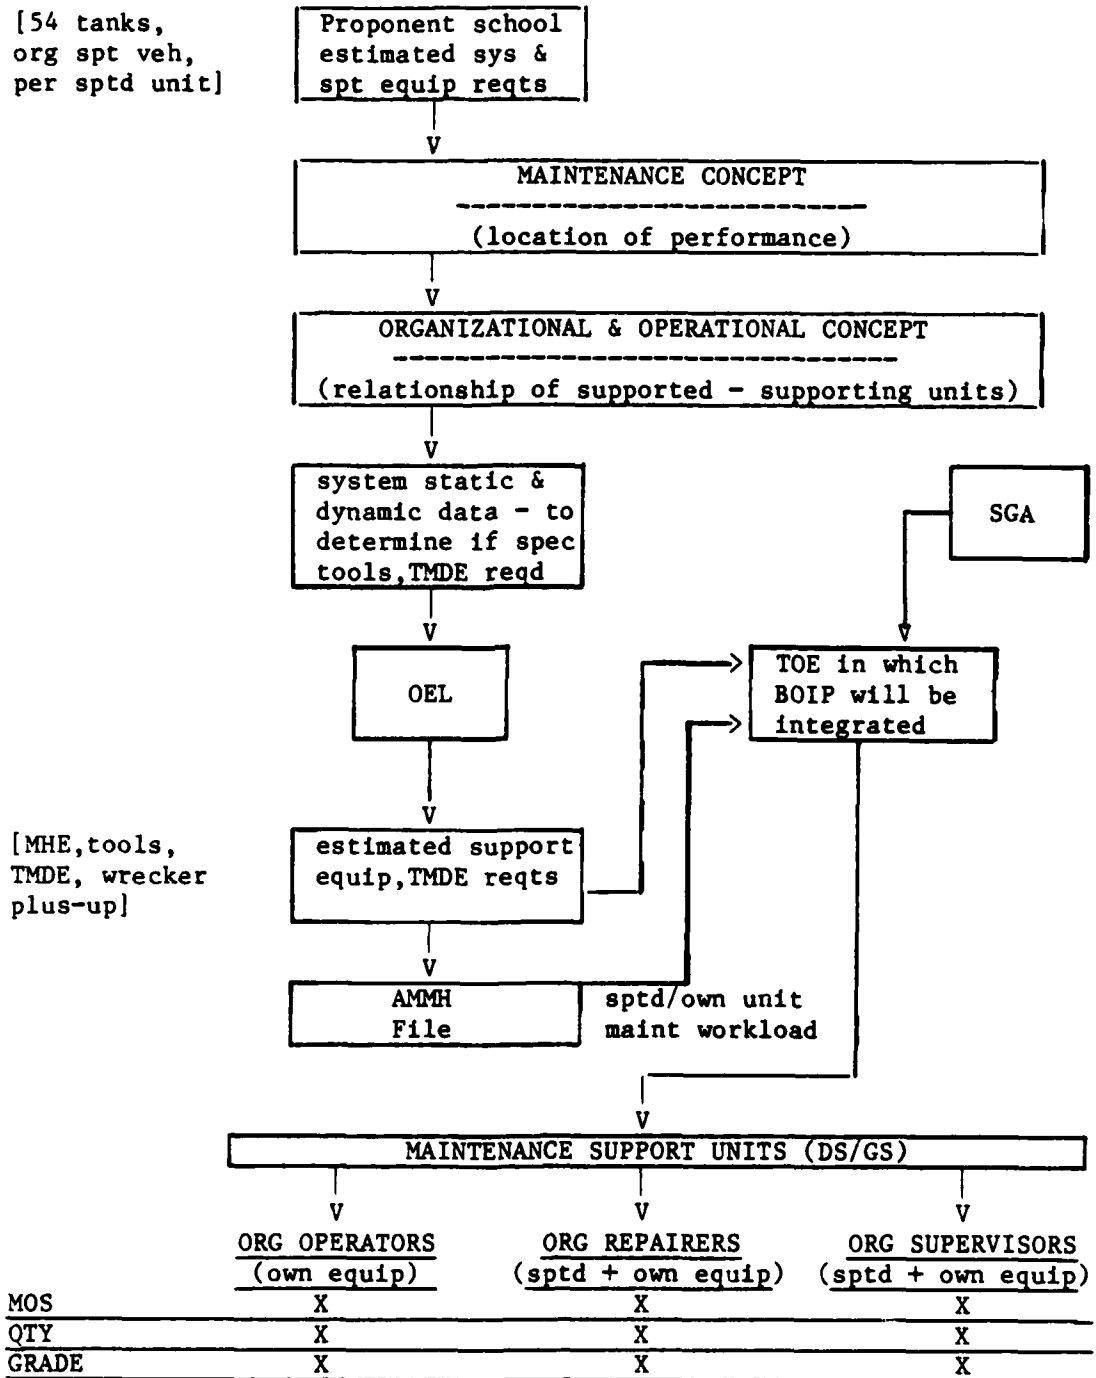 [54 tanks,
org spt veh,
per sptd unit]
Proponent school
estimated sys &
spt equip reqts
V
MAINTENANCE CONCEPT
(location of performance)
V
ORGANIZATIONAL & OPERATIONAL CONCEPT
(relationship of supported - supporting units)
V
system static &
dynamic data - to
determine if spec
tools,TMDE reqd
SGA
V
V
OEL
TOE in which
BOIP will be
integrated
>
>
V
[MHE,tools,
TMDE, wrecker
plus-up]
estimated support
equip,TMDE reqts
V
AMMH
File
sptd/own unit
maint workload
V
MAINTENANCE SUPPORT UNITS (DS/GS)
V V V
ORG OPERATORS ORG REPAIRERS ORG SUPERVISORS
(own equip) (sptd + own equip) (sptd + own equip)
MOS X X X
QTY X X X
GRADE X X X